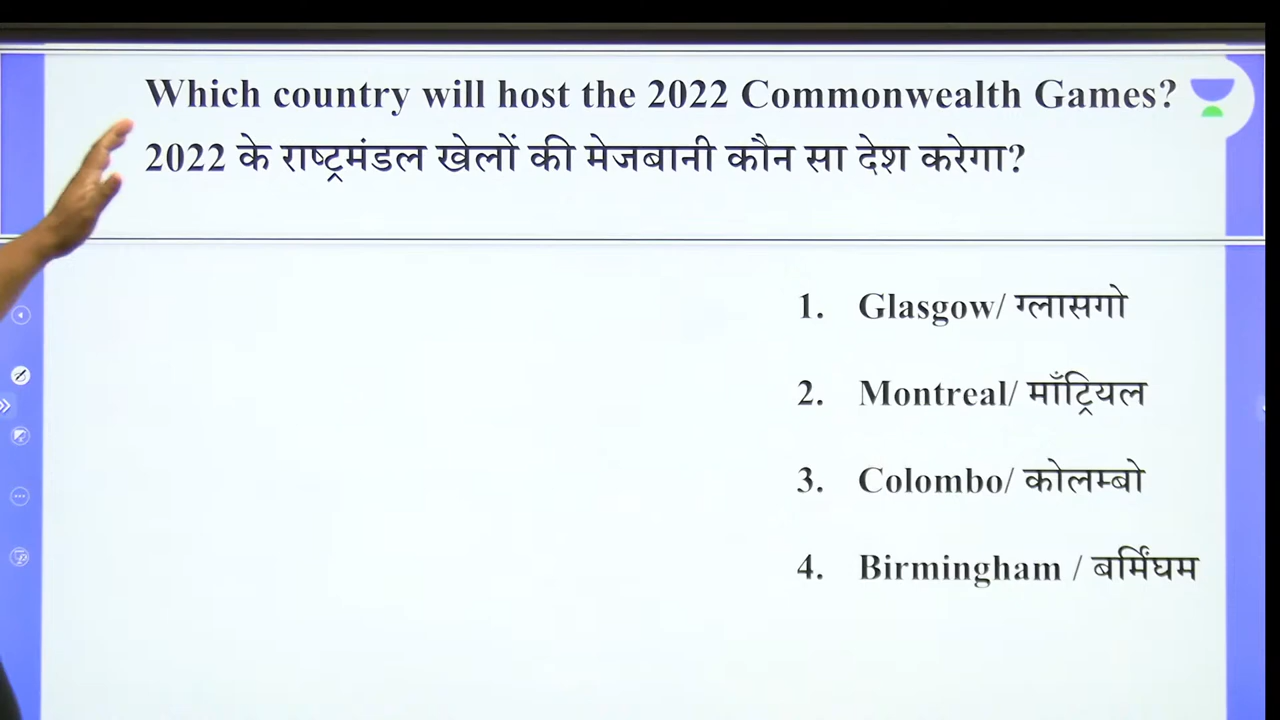 Which country will host the 2022 Commonwealth Games?
2022 के राष्ट्रमंडल खेलों की मेजबानी कौन सा देश करेगा?
1. Glasgow/ ग्लासगो
2. Montreal/ मॉंट्रियल
3. Colombo/ कोलम्बो
4. Birmingham / बर्मिंघम